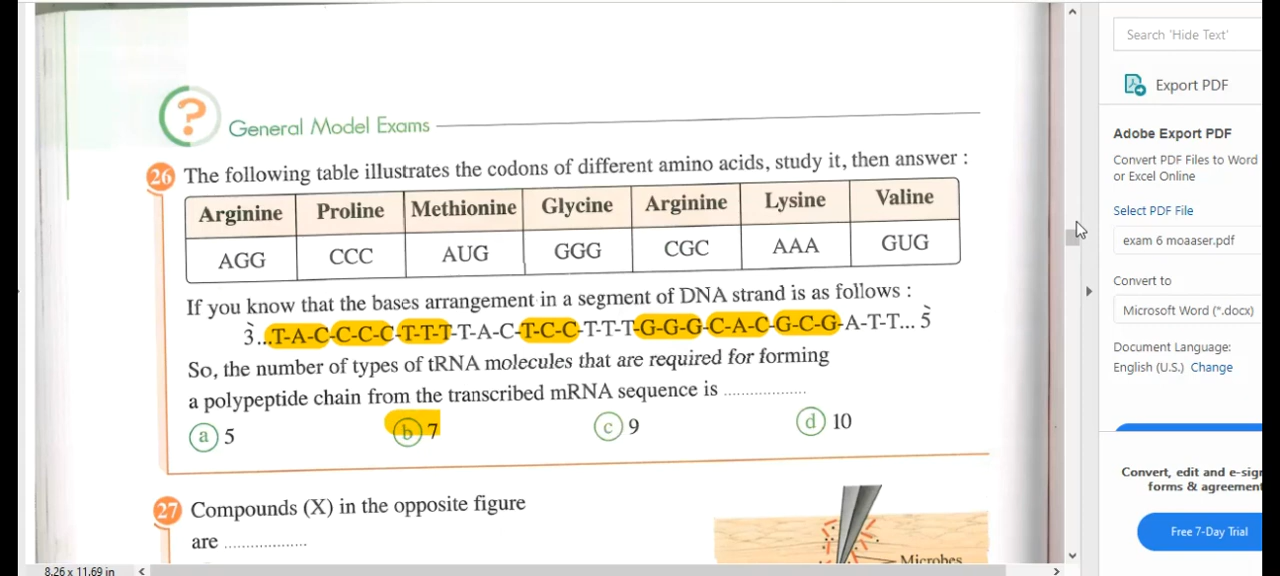 Search 'Hide Text'
Export PDF
Adobe Export PDF
Convert PDF Files to Word
or Excel Online
Select PDF File
exam 6 moaaser.pdf
Convert to
Microsoft Word (*.docx)
Document Language:
English (U.S.) Change
Convert, edit and e-sign
forms & agreement
Free 7-Day Trial
?
General Model Exams
26 The following table illustrates the codons of different amino acids, study it, then answer :
Arginine Proline Methionine Glycine Arginine Lysine Valine
AGG CCC AUG GGG CGC AAA GUG
If you know that the bases arrangement in a segment of DNA strand is as follows :
3̀...T-A-C-C-C-C-T-T-T-T-A-C-T-C-C-T-T-T-G-G-G-C-A-C-G-C-G-A-T-T... 5̀
So, the number of types of tRNA molecules that are required for forming
a polypeptide chain from the transcribed mRNA sequence is ................
a 5 b 7 c 9 d 10
27 Compounds (X) in the opposite figure
are ................
Microbes
8.26 x 11.69 in